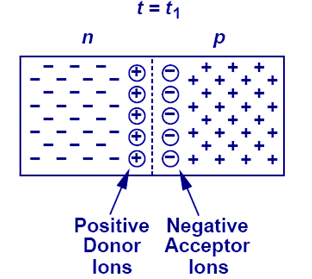 t = t₁
n p
Positive Donor Ions
Negative Acceptor Ions